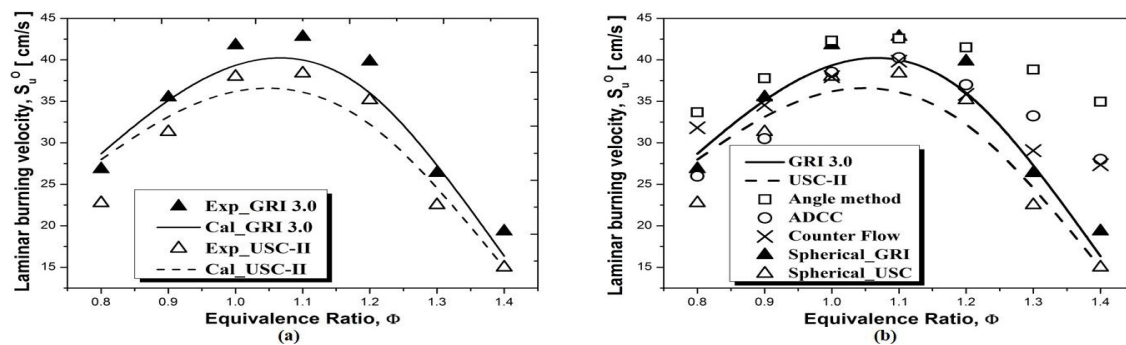 45
40
35
30
25
20
15
Laminar burning velocity, S_u^O [ cm/s]
Exp_GRI 3.0
Cal_GRI 3.0
Exp_USC-II
Cal_USC-II
0.8 0.9 1.0 1.1 1.2 1.3 1.4
Equivalence Ratio, Φ
(a)
45
40
35
30
25
20
15
Laminar burning velocity, S_u^O [ cm/s]
GRI 3.0
USC-II
Angle method
ADCC
Counter Flow
Spherical_GRI
Spherical_USC
0.8 0.9 1.0 1.1 1.2 1.3 1.4
Equivalence Ratio, Φ
(b)